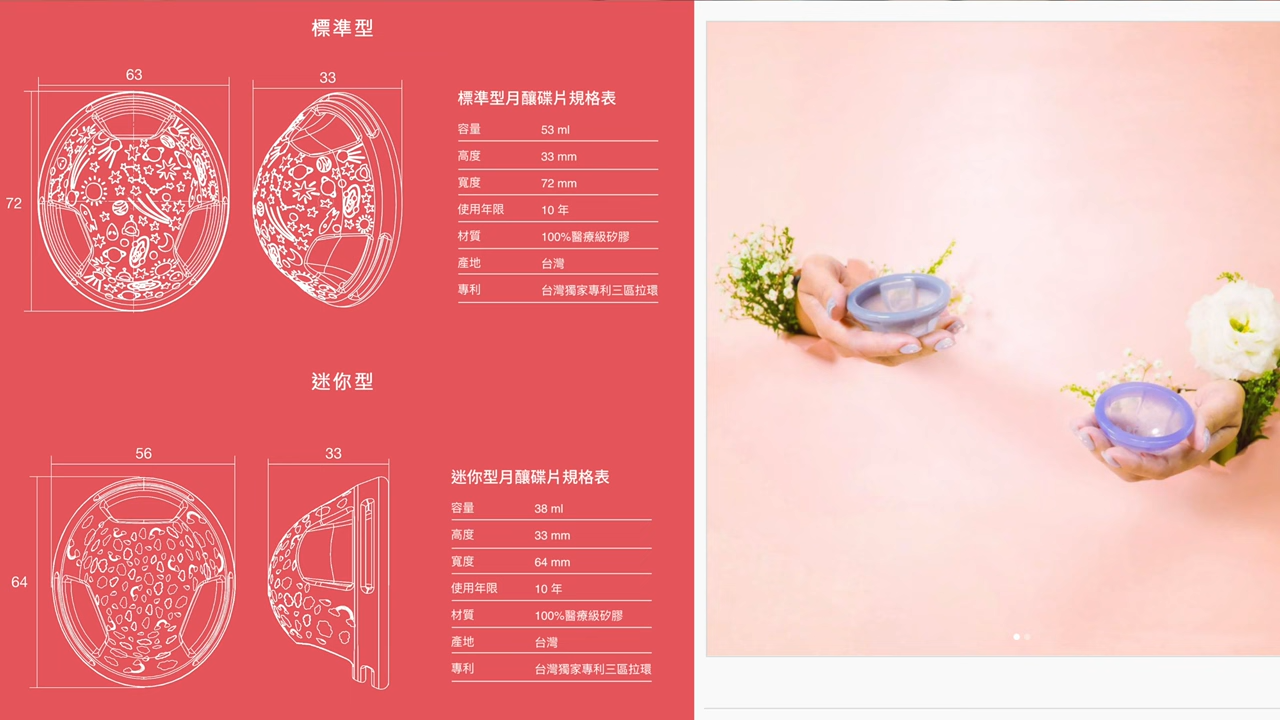 標準型
63
33
72
標準型月釀碟片規格表
容量 53 ml
高度 33 mm
寬度 72 mm
使用年限 10 年
材質 100%醫療級矽膠
產地 台灣
專利 台灣獨家專利三區拉環
迷你型
56
33
64
迷你型月釀碟片規格表
容量 38 ml
高度 33 mm
寬度 64 mm
使用年限 10 年
材質 100%醫療級矽膠
產地 台灣
專利 台灣獨家專利三區拉環